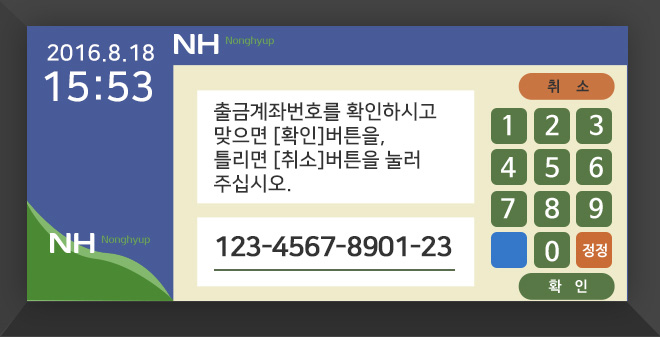 2016.8.18
15:53
NH Nonghyup
출금계좌번호를 확인하시고
맞으면 [확인]버튼을,
틀리면 [취소]버튼을 눌러
주십시오.
123-4567-8901-23
NH Nonghyup
취 소
1 2 3
4 5 6
7 8 9
0 정정
확 인